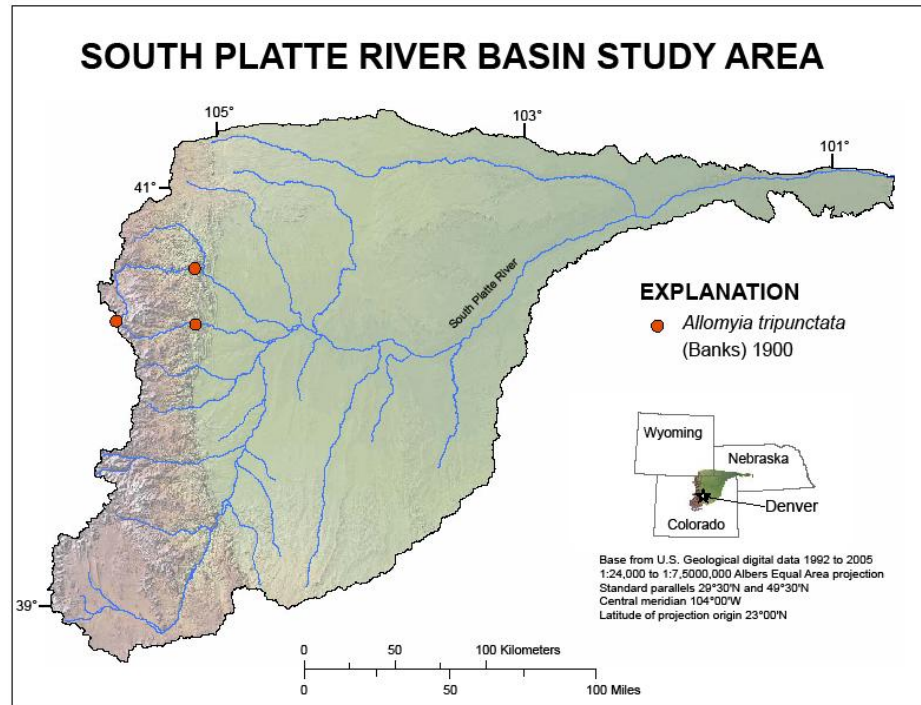 SOUTH PLATTE RIVER BASIN STUDY AREA
105°
103°
101°
41°
South Platte River
EXPLANATION
Allomyia tripunctata
(Banks) 1900
Wyoming
Nebraska
Denver
Colorado
Base from U.S. Geological digital data 1992 to 2005
1:24,000 to 1:7,5000,000 Albers Equal Area projection
Standard parallels 29°30'N and 49°30'N
Central meridian 104°00'W
Latitude of projection origin 23°00'N
39°
0 50 100 Kilometers
0 50 100 Miles